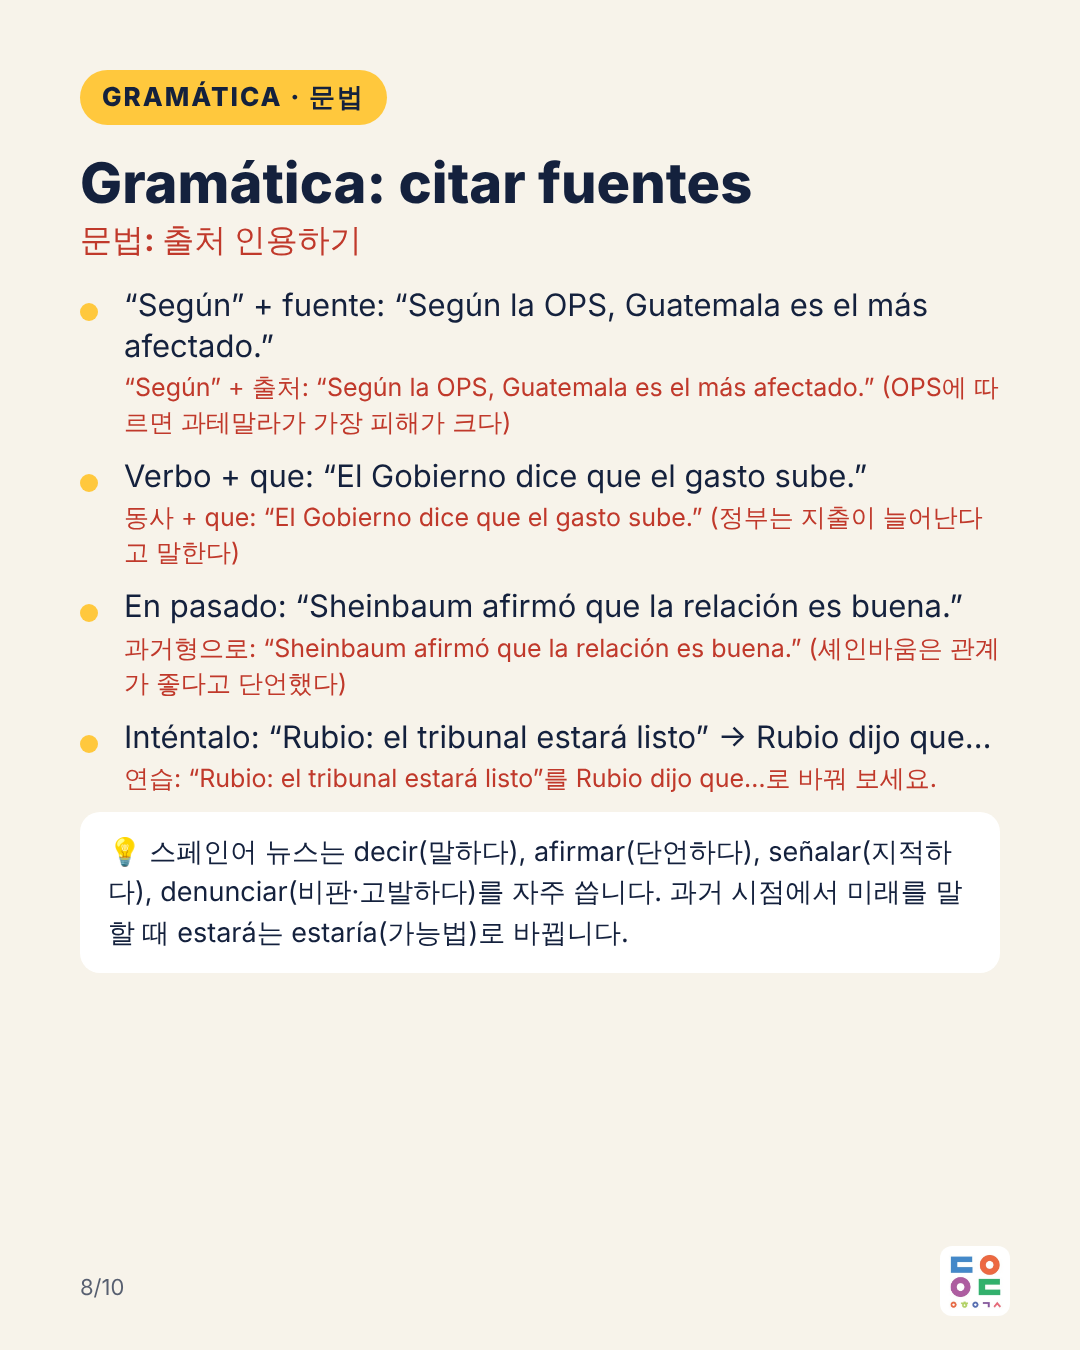 GRAMÁTICA · 문법
Gramática: citar fuentes
문법: 출처 인용하기
“Según” + fuente: “Según la OPS, Guatemala es el más
afectado.”
“Según” + 출처: “Según la OPS, Guatemala es el más afectado.” (OPS에 따
르면 과테말라가 가장 피해가 크다)
Verbo + que: “El Gobierno dice que el gasto sube.”
동사 + que: “El Gobierno dice que el gasto sube.” (정부는 지출이 늘어난다
고 말한다)
En pasado: “Sheinbaum afirmó que la relación es buena.”
과거형으로: “Sheinbaum afirmó que la relación es buena.” (셰인바움은 관계
가 좋다고 단언했다)
Inténtalo: “Rubio: el tribunal estará listo” → Rubio dijo que…
연습: “Rubio: el tribunal estará listo”를 Rubio dijo que…로 바꿔 보세요.
💡 스페인어 뉴스는 decir(말하다), afirmar(단언하다), señalar(지적하
다), denunciar(비판·고발하다)를 자주 씁니다. 과거 시점에서 미래를 말
할 때 estará는 estaría(가능법)로 바뀝니다.
8/10